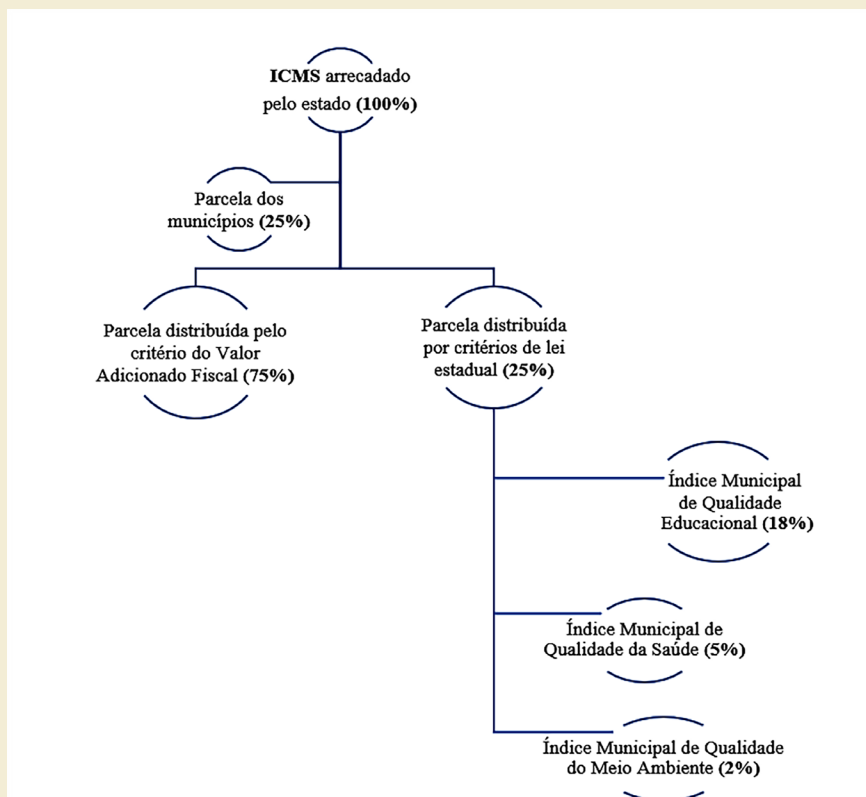 ICMS arrecadado
pelo estado (100%)
Parcela dos
municípios (25%)
Parcela distribuída pelo
critério do Valor
Adicionado Fiscal (75%)
Parcela distribuída
por critérios de lei
estadual (25%)
Índice Municipal
de Qualidade
Educacional (18%)
Índice Municipal de
Qualidade da Saúde (5%)
Índice Municipal de Qualidade
do Meio Ambiente (2%)